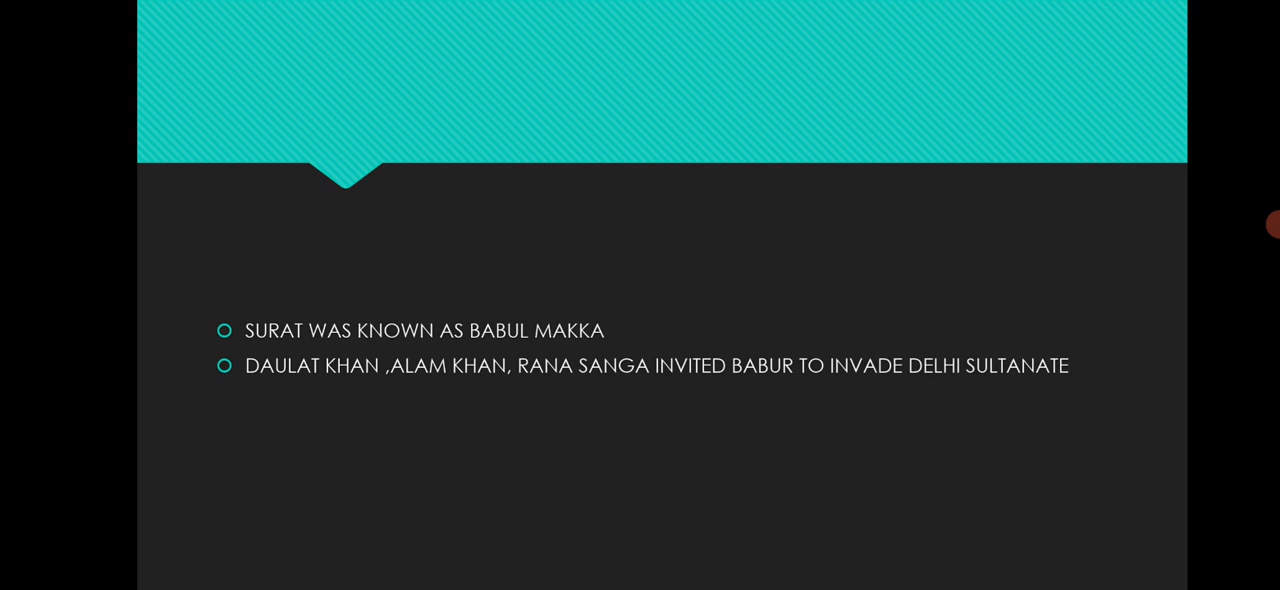 SURAT WAS KNOWN AS BABUL MAKKA
DAULAT KHAN ,ALAM KHAN, RANA SANGA INVITED BABUR TO INVADE DELHI SULTANATE